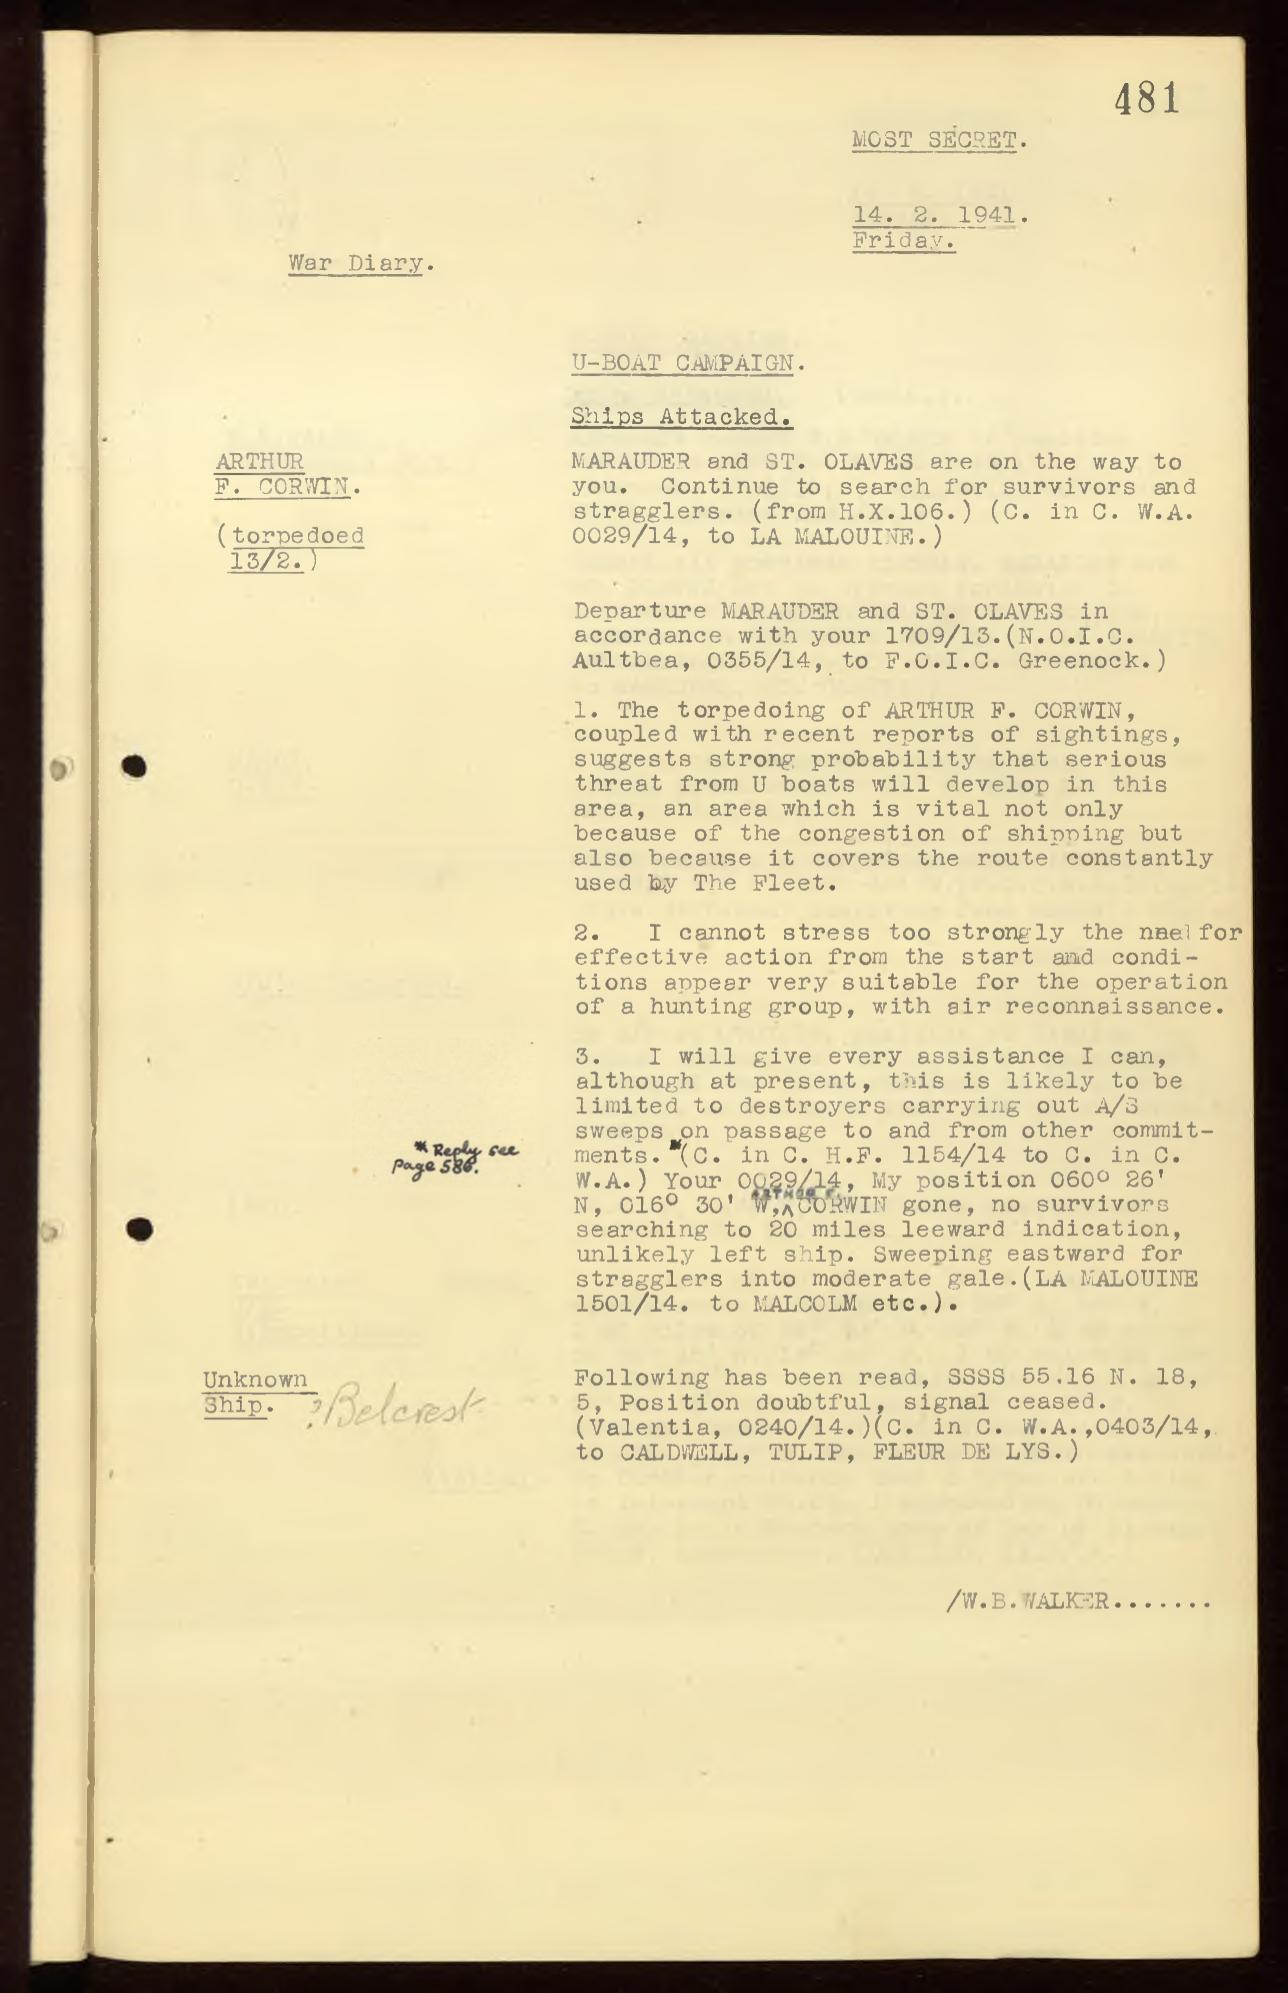 481
MOST SECRET.
14. 2. 1941.
Friday.
War Diary.
U-BOAT CAMPAIGN.
Ships Attacked.
ARTHUR
F. CORWIN.
(torpedoed
13/2.)
MARAUDER and ST. OLAVES are on the way to
you. Continue to search for survivors and
stragglers. (from H.X.106.) (C. in C. W.A.
0029/14, to LA MALOUINE.)
Departure MARAUDER and ST. OLAVES in
accordance with your 1709/13.(N.O.I.C.
Aultbea, 0355/14, to F.O.I.C. Greenock.)
1. The torpedoing of ARTHUR F. CORWIN,
coupled with recent reports of sightings,
suggests strong probability that serious
threat from U boats will develop in this
area, an area which is vital not only
because of the congestion of shipping but
also because it covers the route constantly
used by The Fleet.
2. I cannot stress too strongly the for
effective action from the start and condi-
tions appear very suitable for the operation
of a hunting group, with air reconnaissance.
3. I will give every assistance I can,
although at present, this is likely to be
limited to destroyers carrying out A/S
sweeps on passage to and from other commit-
ments. *(C. in C. H.F. 1154/14 to C. in C.
* Reply see
page 586.
W.A.) Your 0029/14, My position 060° 26'
N, 016° 30' W, ARTHUR F. CORWIN gone, no survivors
searching to 20 miles leeward indication,
unlikely left ship. Sweeping eastward for
stragglers into moderate gale.(LA MALOUINE
1501/14. to MALCOLM etc.).
Unknown
Ship. ?Belcrest
Following has been read, SSSS 55.16 N. 18,
5, Position doubtful, signal ceased.
(Valentia, 0240/14.)(C. in C. W.A.,0403/14,
to CALDWELL, TULIP, FLEUR DE LYS.)
/W.B.WALKER.......